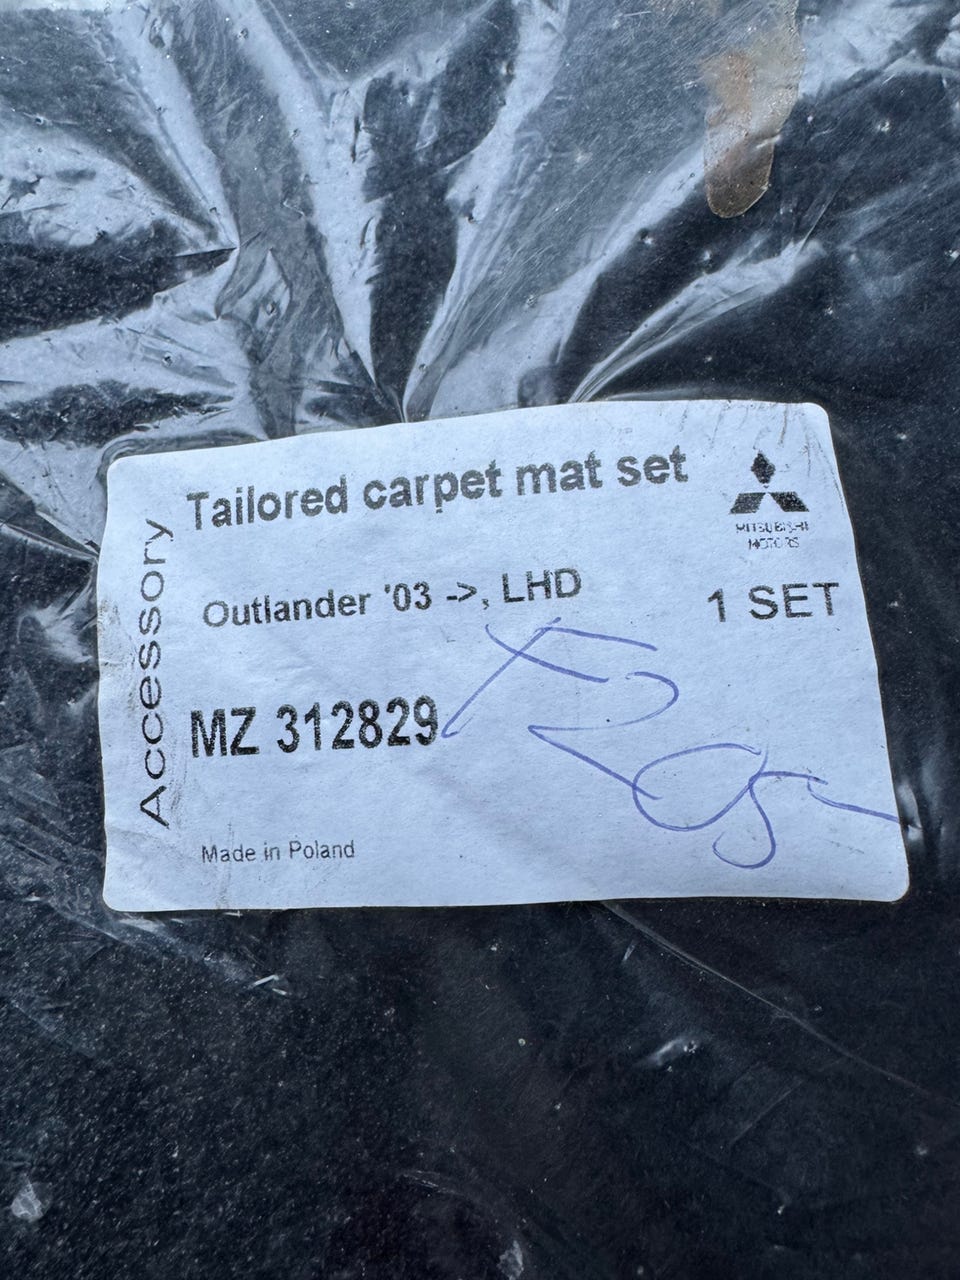 Tailored carpet mat set
MITSUBISHI
MOTORS
Outlander '03 ->, LHD
1 SET
MZ 312829
Made in Poland
Accessory